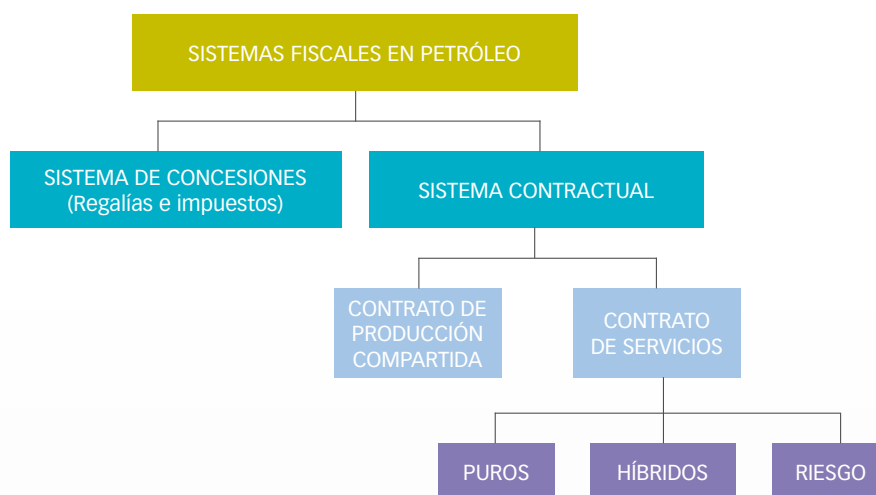 SISTEMAS FISCALES EN PETRÓLEO
SISTEMA DE CONCESIONES
(Regalías e impuestos)
SISTEMA CONTRACTUAL
CONTRATO DE
PRODUCCIÓN
COMPARTIDA
CONTRATO
DE SERVICIOS
PUROS
HÍBRIDOS
RIESGO